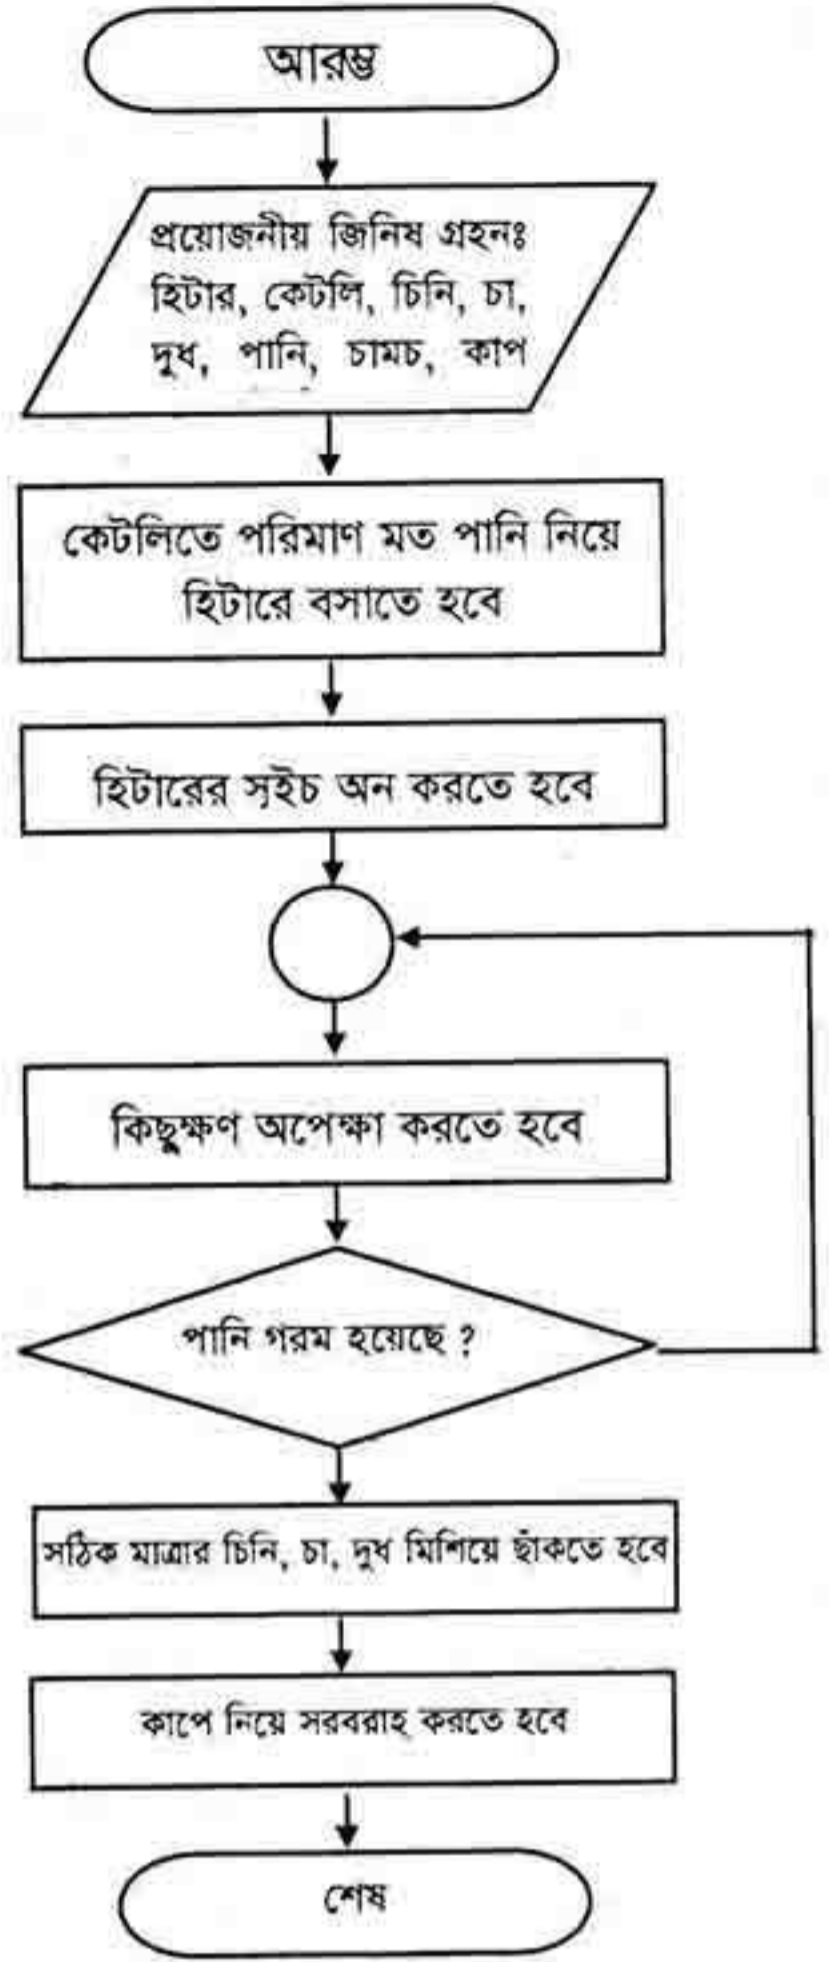 আরম্ভ
প্রয়োজনীয় জিনিষ গ্রহনঃ
হিটার, কেটলি, চিনি, চা,
দুধ, পানি, চামচ, কাপ
কেটলিতে পরিমাণ মত পানি নিয়ে
হিটারে বসাতে হবে
হিটারের সুইচ অন করতে হবে
কিছুক্ষণ অপেক্ষা করতে হবে
পানি গরম হয়েছে ?
সঠিক মাত্রার চিনি, চা, দুধ মিশিয়ে ছাঁকতে হবে
কাপে নিয়ে সরবরাহ করতে হবে
শেষ